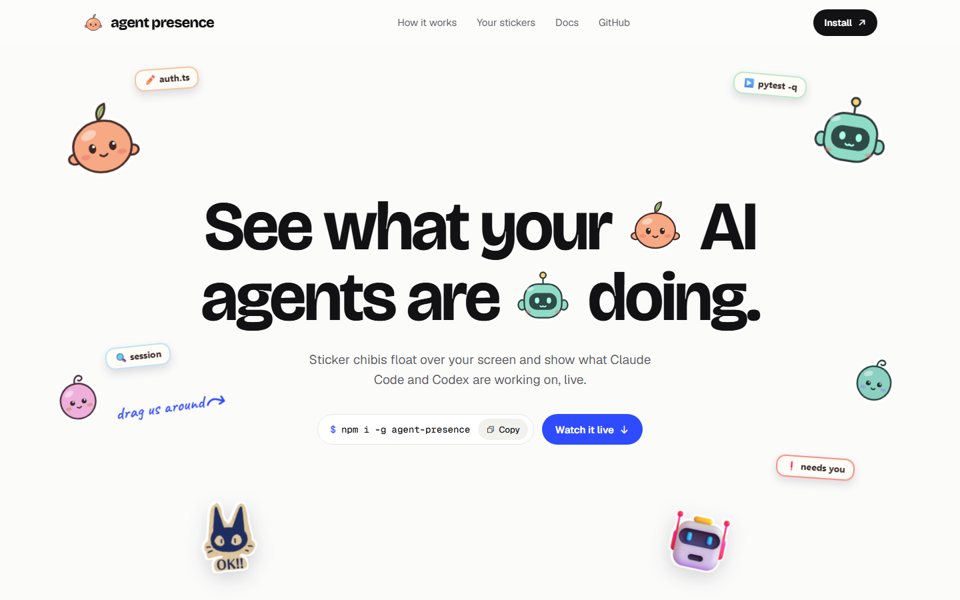 agent presence
How it works
Your stickers
Docs
GitHub
Install ↗
auth.ts
pytest -q
See what your AI
agents are doing.
session
drag us around
Sticker chibis float over your screen and show what Claude
Code and Codex are working on, live.
$ npm i -g agent-presence
Copy
Watch it live ↓
needs you
OK!!